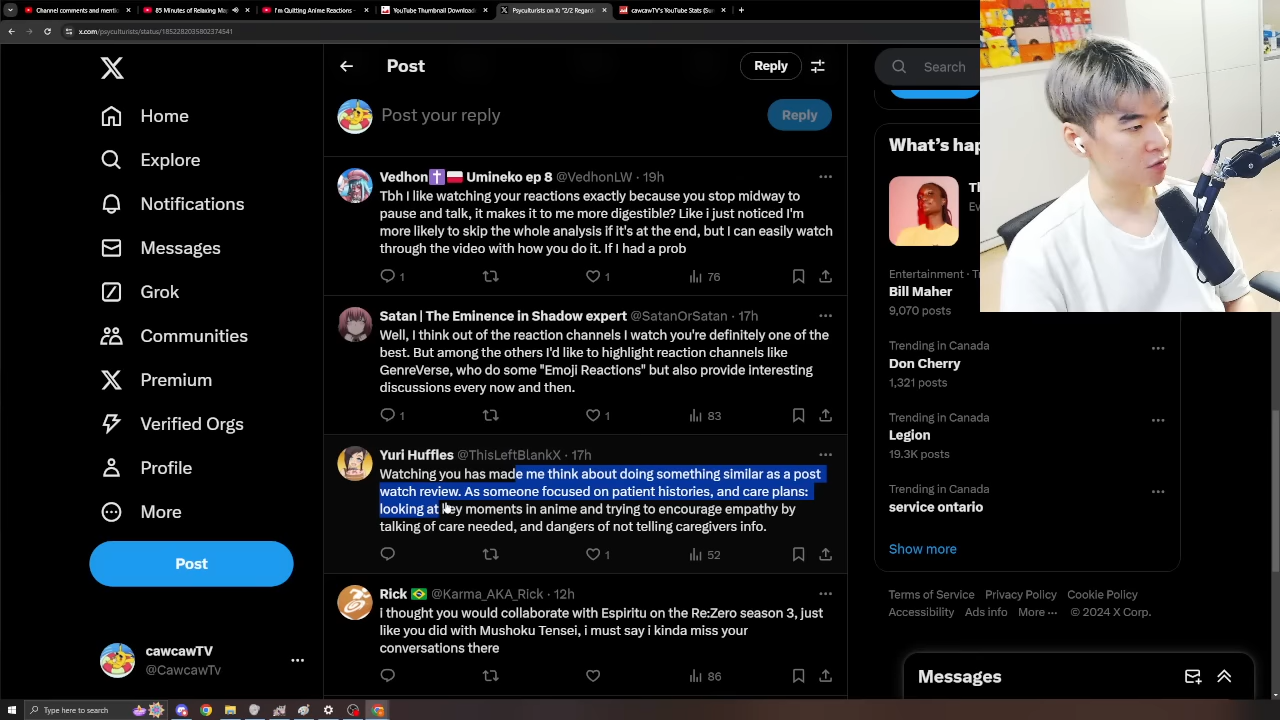 Channel comments and menti
85 Minutes of Relaxing Ma
I'm Quitting Anime Reactions -
YouTube Thumbnail Download
Psyculturists on X: "2/2 Regard
cawcawTV's YouTube Stats (Sum
x.com/psyculturists/status/1852282035802374541
Home
Explore
Notifications
Messages
Grok
Communities
Premium
Verified Orgs
Profile
More
Post
cawcawTV
@CawcawTv
Post
Reply
Post your reply
Reply
Vedhon✝️🇵🇱 Umineko ep 8 @VedhonLW · 19h
Tbh I like watching your reactions exactly because you stop midway to
pause and talk, it makes it to me more digestible? Like i just noticed I'm
more likely to skip the whole analysis if it's at the end, but I can easily watch
through the video with how you do it. If I had a prob
1 1 76
Satan | The Eminence in Shadow expert @SatanOrSatan · 17h
Well, I think out of the reaction channels I watch you're definitely one of the
best. But among the others I'd like to highlight reaction channels like
GenreVerse, who do some "Emoji Reactions" but also provide interesting
discussions every now and then.
1 1 83
Yuri Huffles @ThisLeftBlankX · 17h
Watching you has made me think about doing something similar as a post
watch review. As someone focused on patient histories, and care plans:
looking at key moments in anime and trying to encourage empathy by
talking of care needed, and dangers of not telling caregivers info.
1 52
Rick 🇧🇷 @Karma_AKA_Rick · 12h
i thought you would collaborate with Espiritu on the Re:Zero season 3, just
like you did with Mushoku Tensei, i must say i kinda miss your
conversations there
86
Search
What's hap
Entertainment · T
Bill Maher
9,070 posts
Trending in Canada
Don Cherry
1,321 posts
Trending in Canada
Legion
19.3K posts
Trending in Canada
service ontario
Show more
Terms of Service Privacy Policy Cookie Policy
Accessibility Ads info More ··· © 2024 X Corp.
Messages
Type here to search